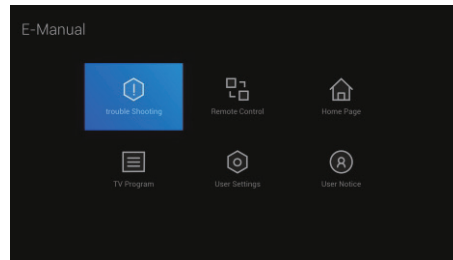 E-Manual
trouble Shooting
Remote Control
Home Page
TV Program
User Settings
User Notice